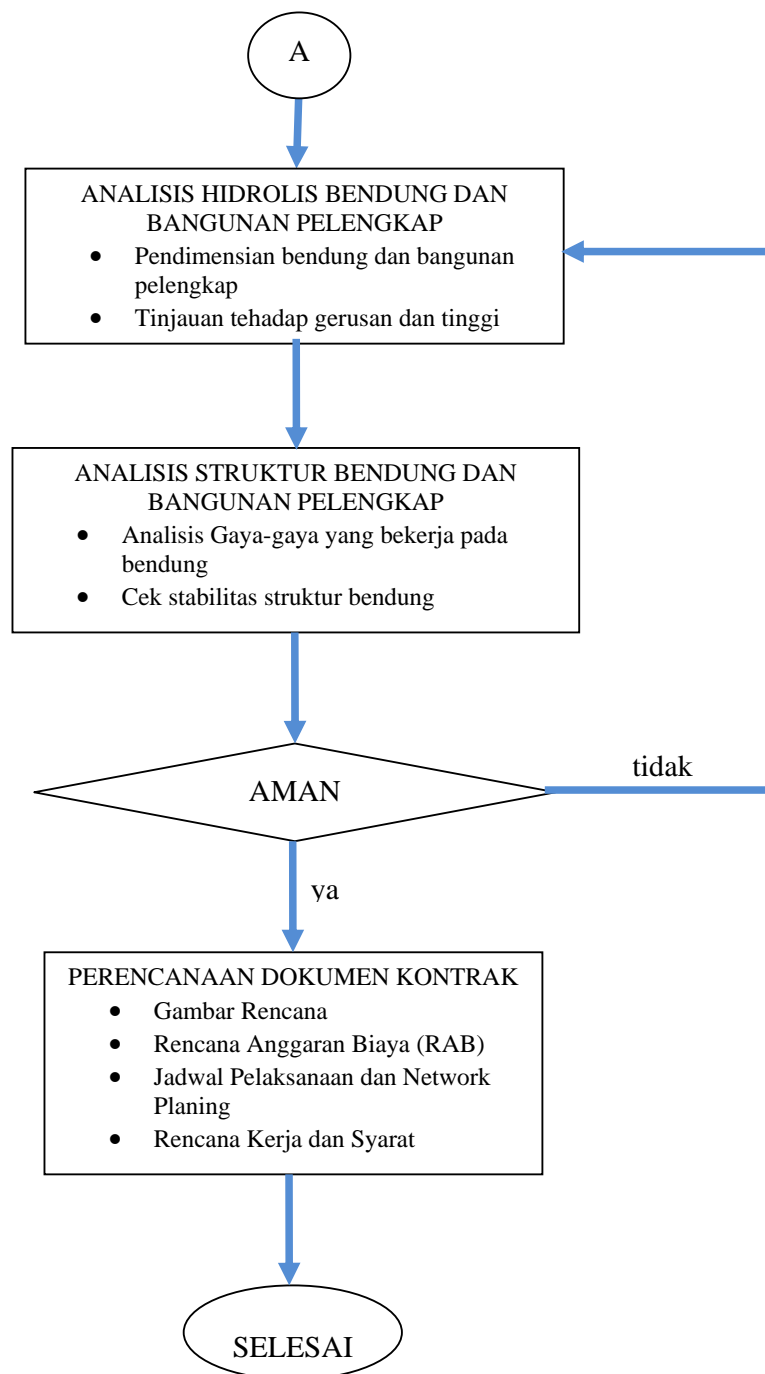 A
ANALISIS HIDROLIS BENDUNG DAN
BANGUNAN PELENGKAP
• Pendimensian bendung dan bangunan
pelengkap
• Tinjauan tehadap gerusan dan tinggi
ANALISIS STRUKTUR BENDUNG DAN
BANGUNAN PELENGKAP
• Analisis Gaya-gaya yang bekerja pada
bendung
• Cek stabilitas struktur bendung
AMAN
tidak
ya
PERENCANAAN DOKUMEN KONTRAK
• Gambar Rencana
• Rencana Anggaran Biaya (RAB)
• Jadwal Pelaksanaan dan Network
Planing
• Rencana Kerja dan Syarat
SELESAI